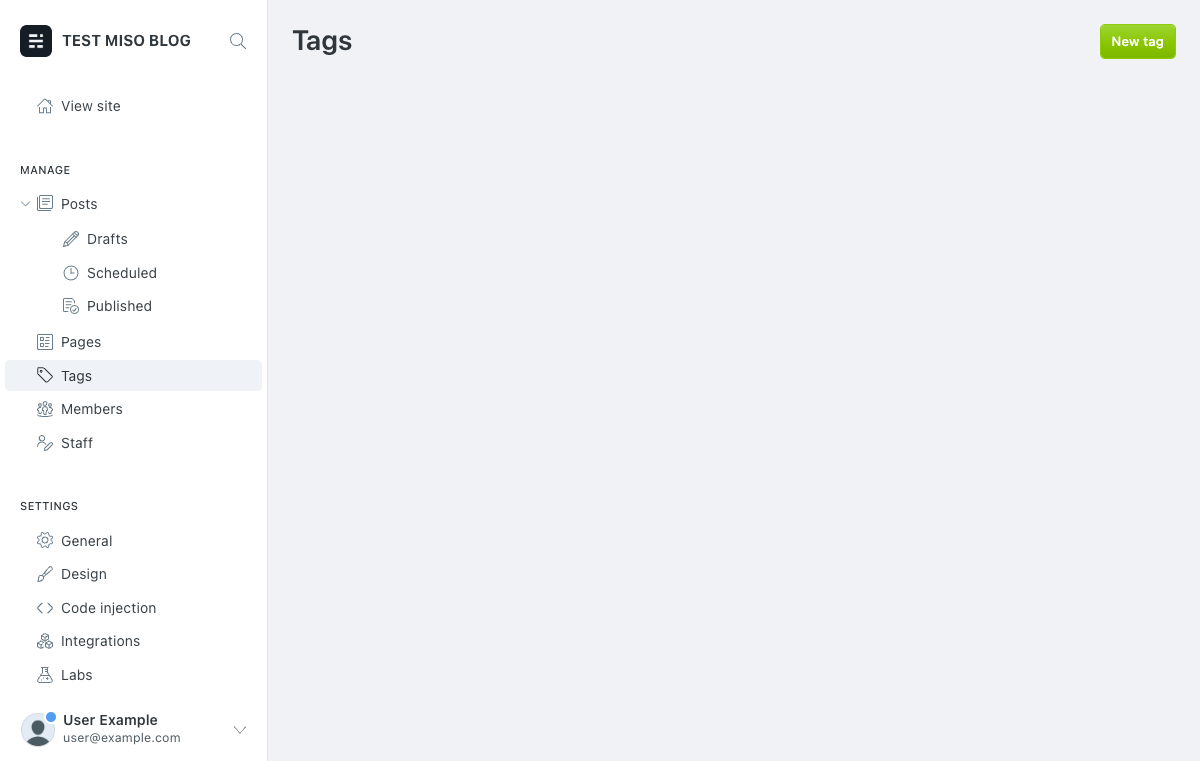 TEST MISO BLOG
View site
MANAGE
Posts
Drafts
Scheduled
Published
Pages
Tags
Members
Staff
SETTINGS
General
Design
Code injection
Integrations
Labs
User Example
user@example.com
Tags
New tag